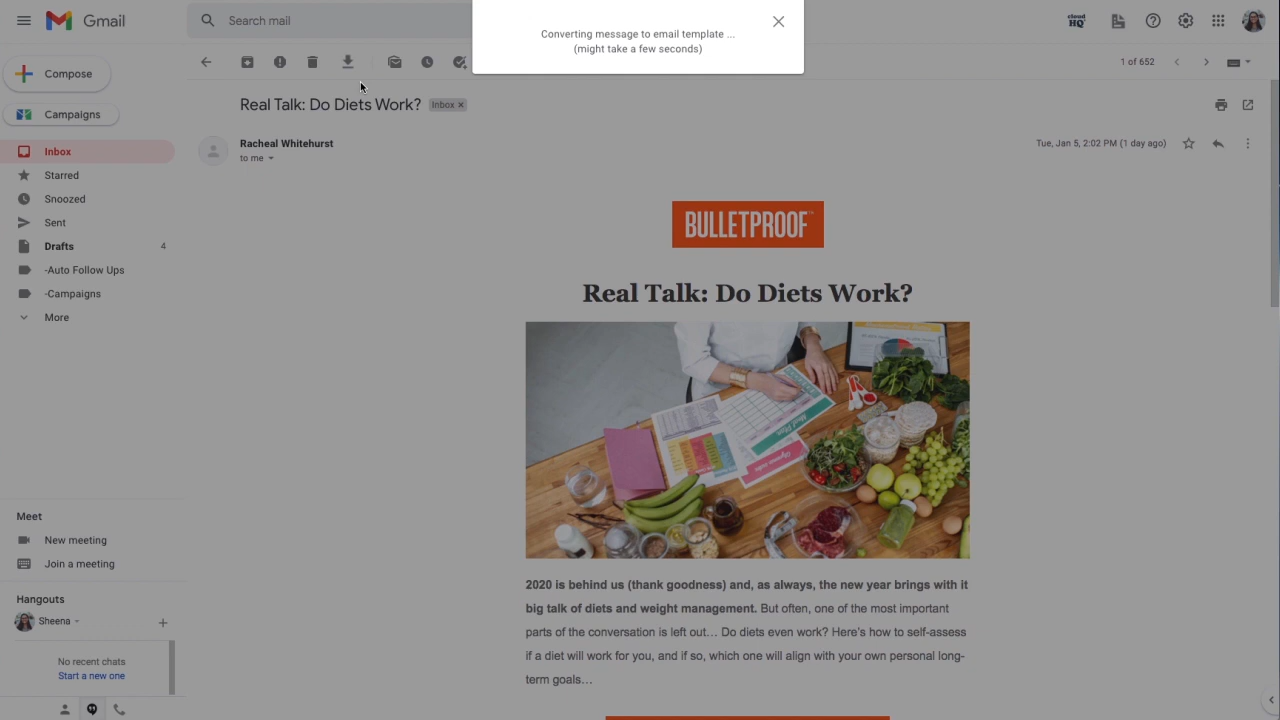 Gmail
Search mail
Converting message to email template ...
(might take a few seconds)
cloud
HQ
Compose
1 of 652
Campaigns
Real Talk: Do Diets Work?
Inbox ×
Inbox
Starred
Snoozed
Sent
Drafts 4
-Auto Follow Ups
-Campaigns
More
Racheal Whitehurst
to me
Tue, Jan 5, 2:02 PM (1 day ago)
BULLETPROOF™
Real Talk: Do Diets Work?
Meal Plan
2020 is behind us (thank goodness) and, as always, the new year brings with it
big talk of diets and weight management. But often, one of the most important
parts of the conversation is left out… Do diets even work? Here’s how to self-assess
if a diet will work for you, and if so, which one will align with your own personal long-
term goals…
Meet
New meeting
Join a meeting
Hangouts
Sheena
No recent chats
Start a new one